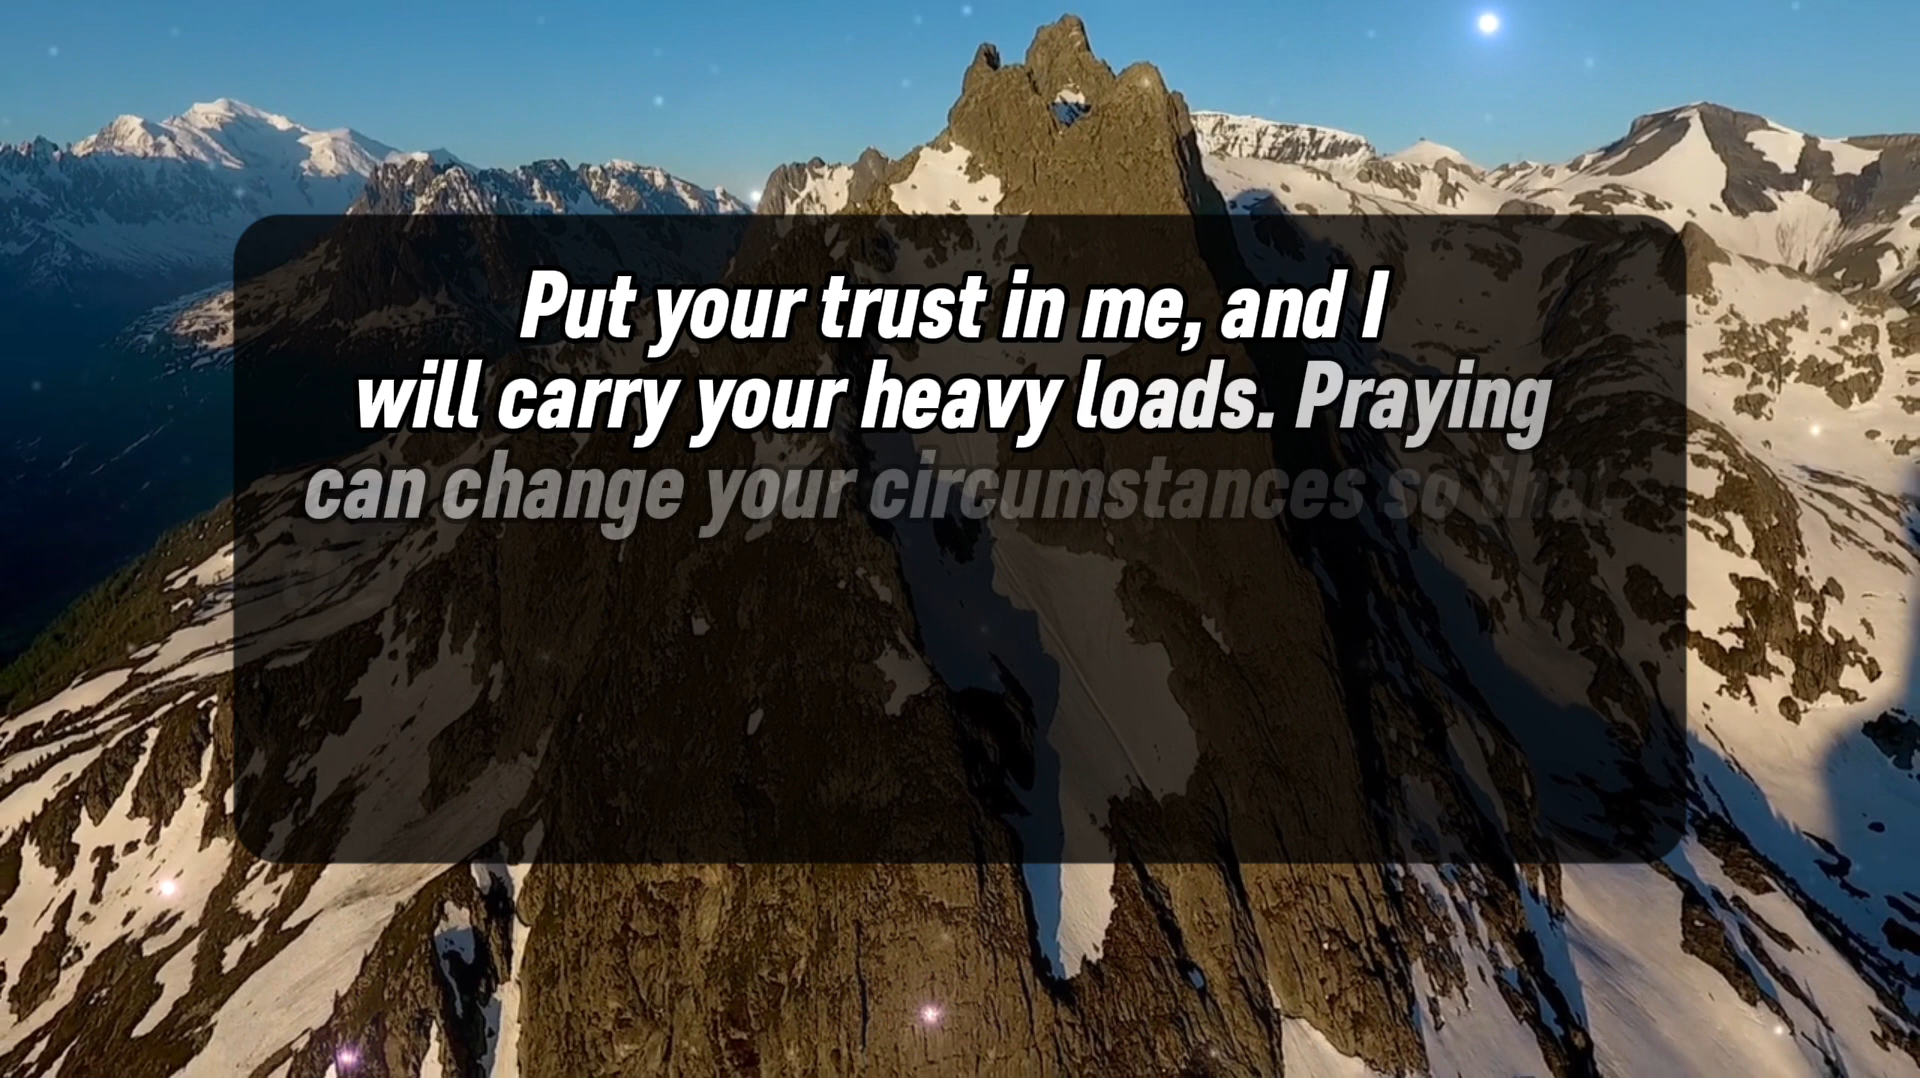 Put your trust in me, and I
will carry your heavy loads. Praying
can change your circumstances so that